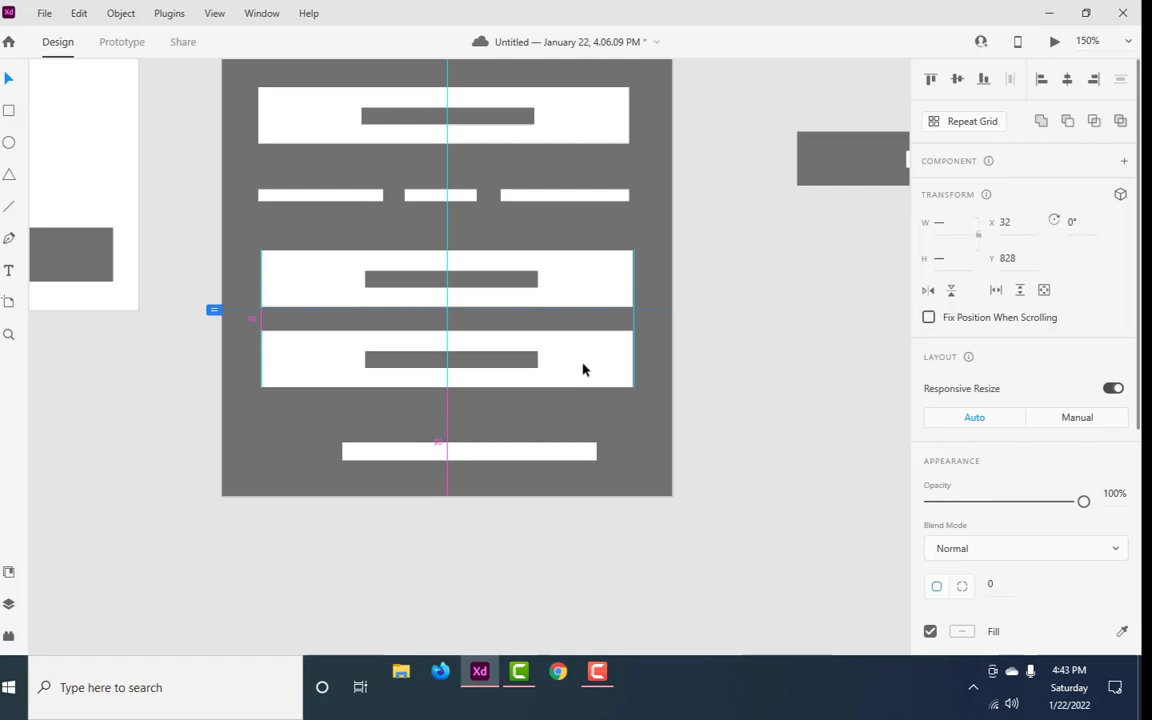 Xd File Edit Object Plugins View Window Help
Design Prototype Share Untitled — January 22, 4.06.09 PM * 150%
Repeat Grid
COMPONENT
TRANSFORM
W — X 32 0°
H — Y 828
Fix Position When Scrolling
LAYOUT
Responsive Resize
Auto Manual
APPEARANCE
Opacity
100%
Blend Mode
Normal
0
Fill
Type here to search
Xd
4:43 PM
Saturday
1/22/2022